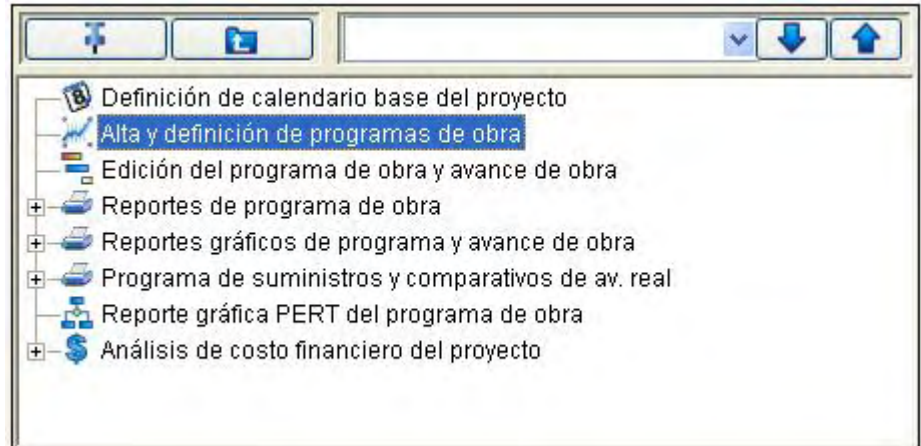 Definición de calendario base del proyecto
Alta y definición de programas de obra
Edición del programa de obra y avance de obra
Reportes de programa de obra
Reportes gráficos de programa y avance de obra
Programa de suministros y comparativos de av. real
Reporte gráfica PERT del programa de obra
Análisis de costo financiero del proyecto